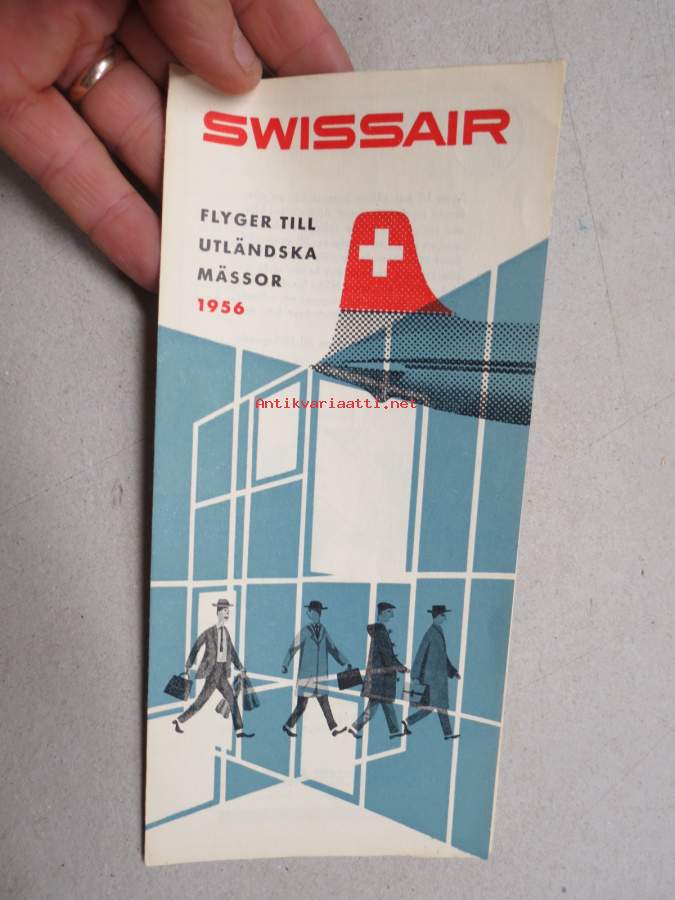 SWISSAIR
FLYGER TILL
UTLÄNDSKA
MÄSSOR
1956
Antikvariaatti.net